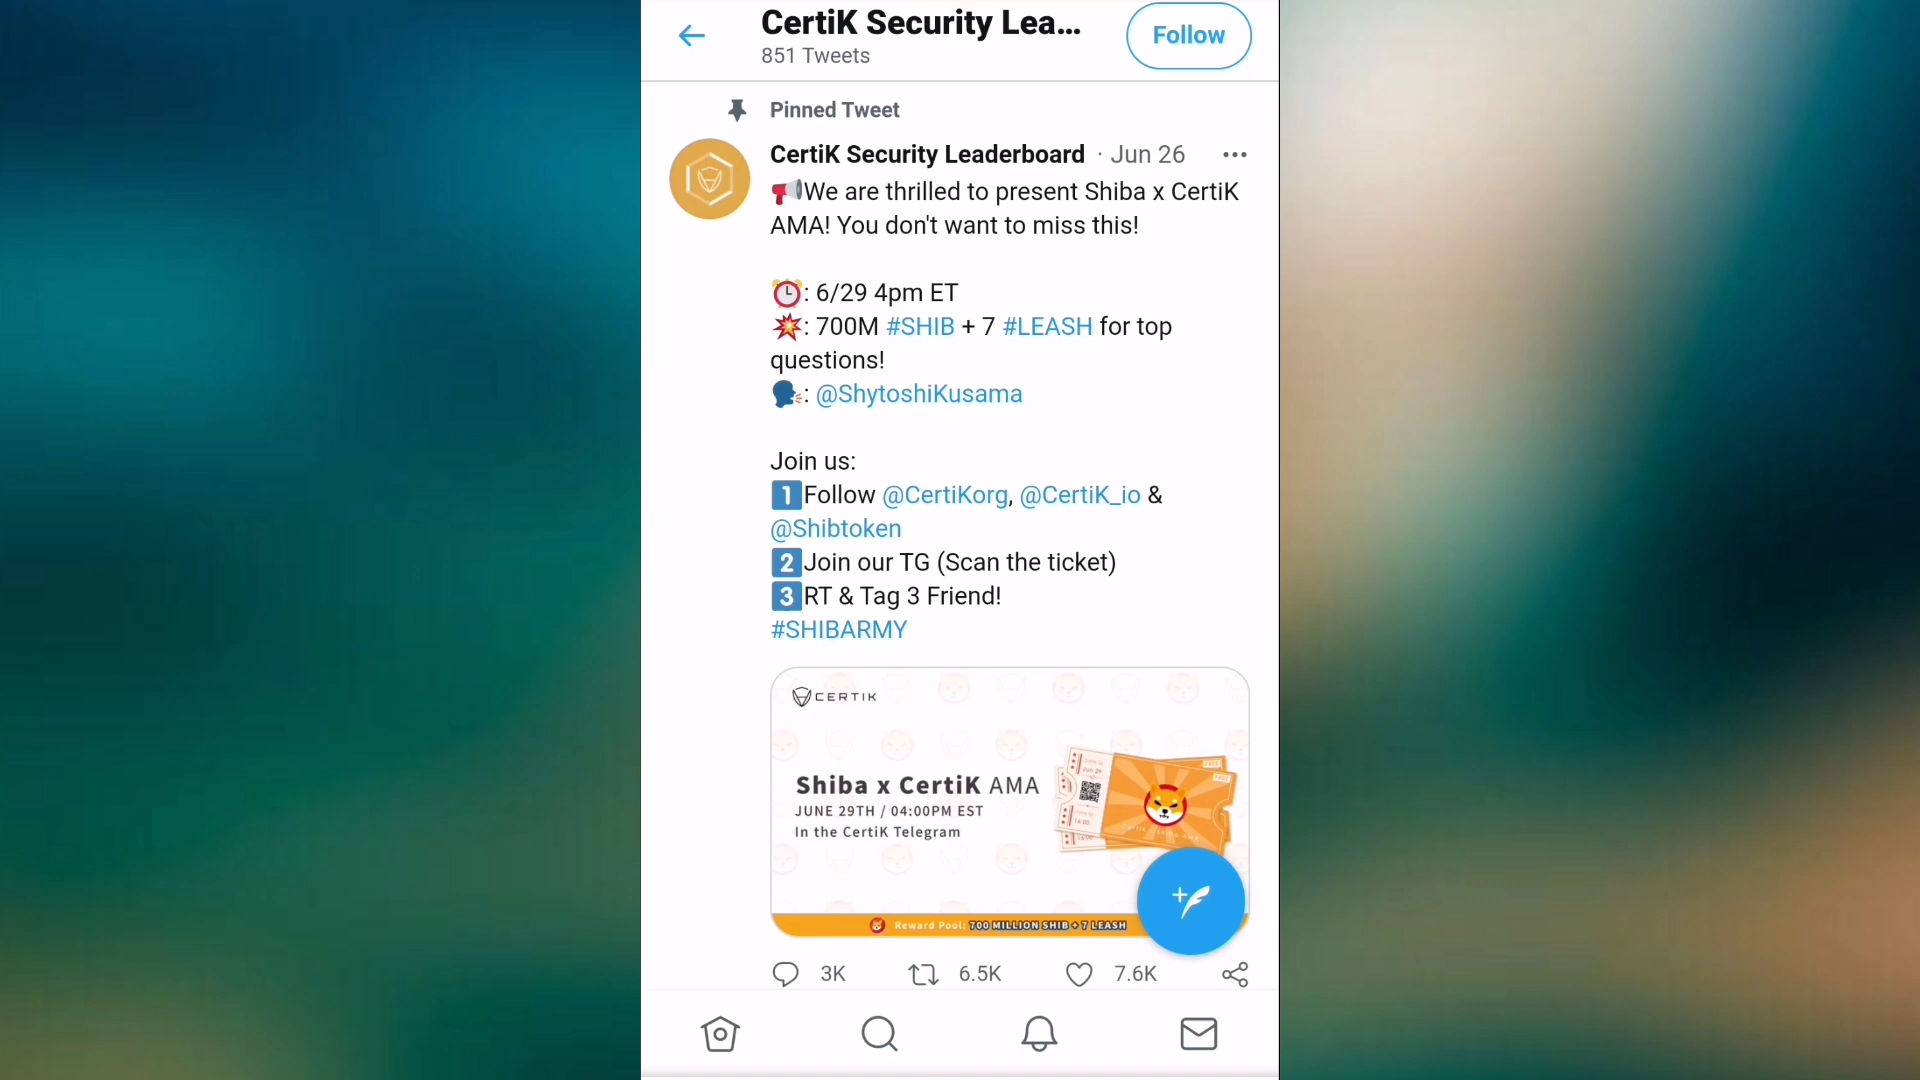 CertiK Security Lea...
851 Tweets
Follow
Pinned Tweet
CertiK Security Leaderboard · Jun 26
📢We are thrilled to present Shiba x CertiK
AMA! You don't want to miss this!
⏰: 6/29 4pm ET
💥: 700M #SHIB + 7 #LEASH for top
questions!
🗣: @ShytoshiKusama
Join us:
1️⃣Follow @CertiKorg, @CertiK_io &
@Shibtoken
2️⃣Join our TG (Scan the ticket)
3️⃣RT & Tag 3 Friend!
#SHIBARMY
CERTIK
Shiba x CertiK AMA
JUNE 29TH / 04:00PM EST
In the CertiK Telegram
Reward Pool: 700 MILLION SHIB + 7 LEASH
3K
6.5K
7.6K